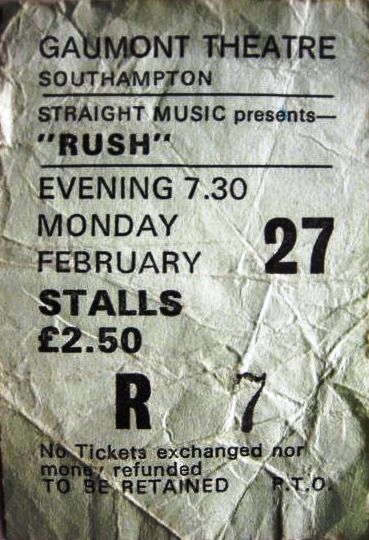 GAUMONT THEATRE
SOUTHAMPTON
STRAIGHT MUSIC presents—
"RUSH"
EVENING 7.30
MONDAY
FEBRUARY 27
STALLS
£2.50
R 7
No Tickets exchanged nor
money refunded
TO BE RETAINED P.T.O.